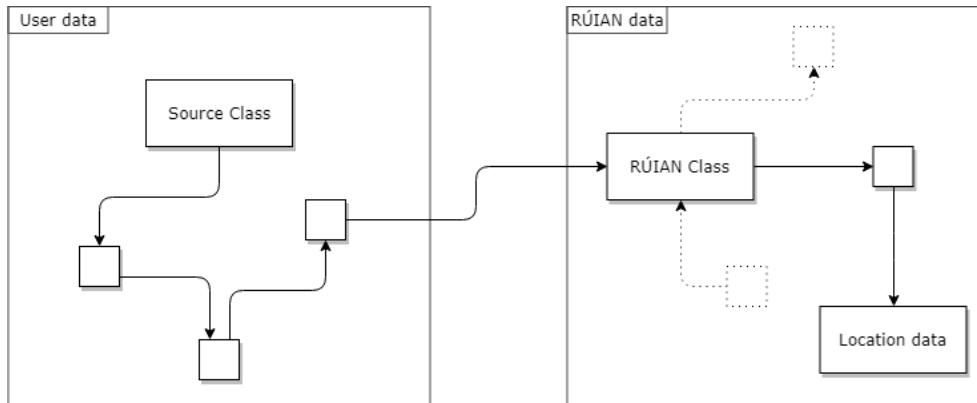 User data
RÚIAN data
Source Class
RÚIAN Class
Location data